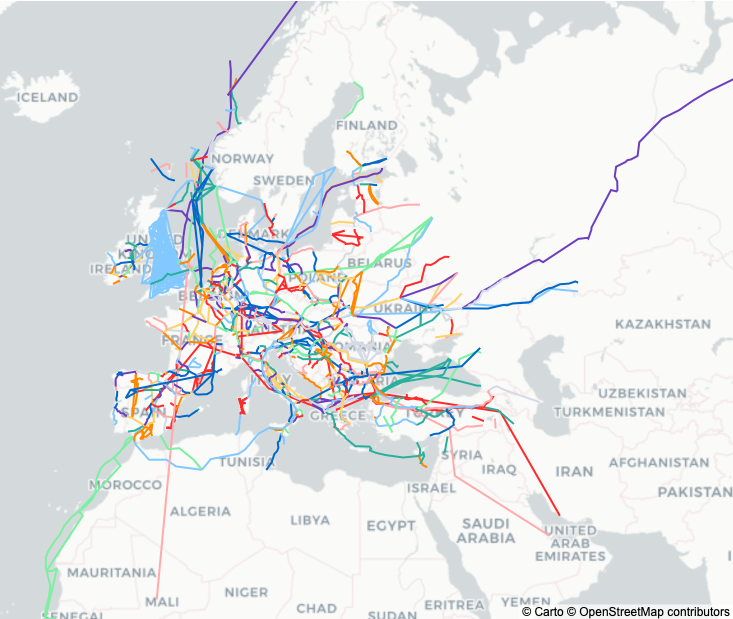 ICELAND
FINLAND
NORWAY
SWEDEN
UNITED
DENMARK
KINGDOM
IRELAND
BELARUS
POLAND
UKRAINE
KAZAKHSTAN
FRANCE
ROMANIA
UZBEKISTAN
TURKMENISTAN
SPAIN
GREECE
TURKEY
TUNISIA
SYRIA
IRAQ
IRAN
AFGHANISTAN
MOROCCO
ISRAEL
PAKISTAN
ALGERIA
LIBYA
EGYPT
SAUDI
ARABIA
UNITED
ARAB
EMIRATES
MAURITANIA
MALI
NIGER
CHAD
SUDAN
ERITREA
YEMEN
SENEGAL
© Carto © OpenStreetMap contributors